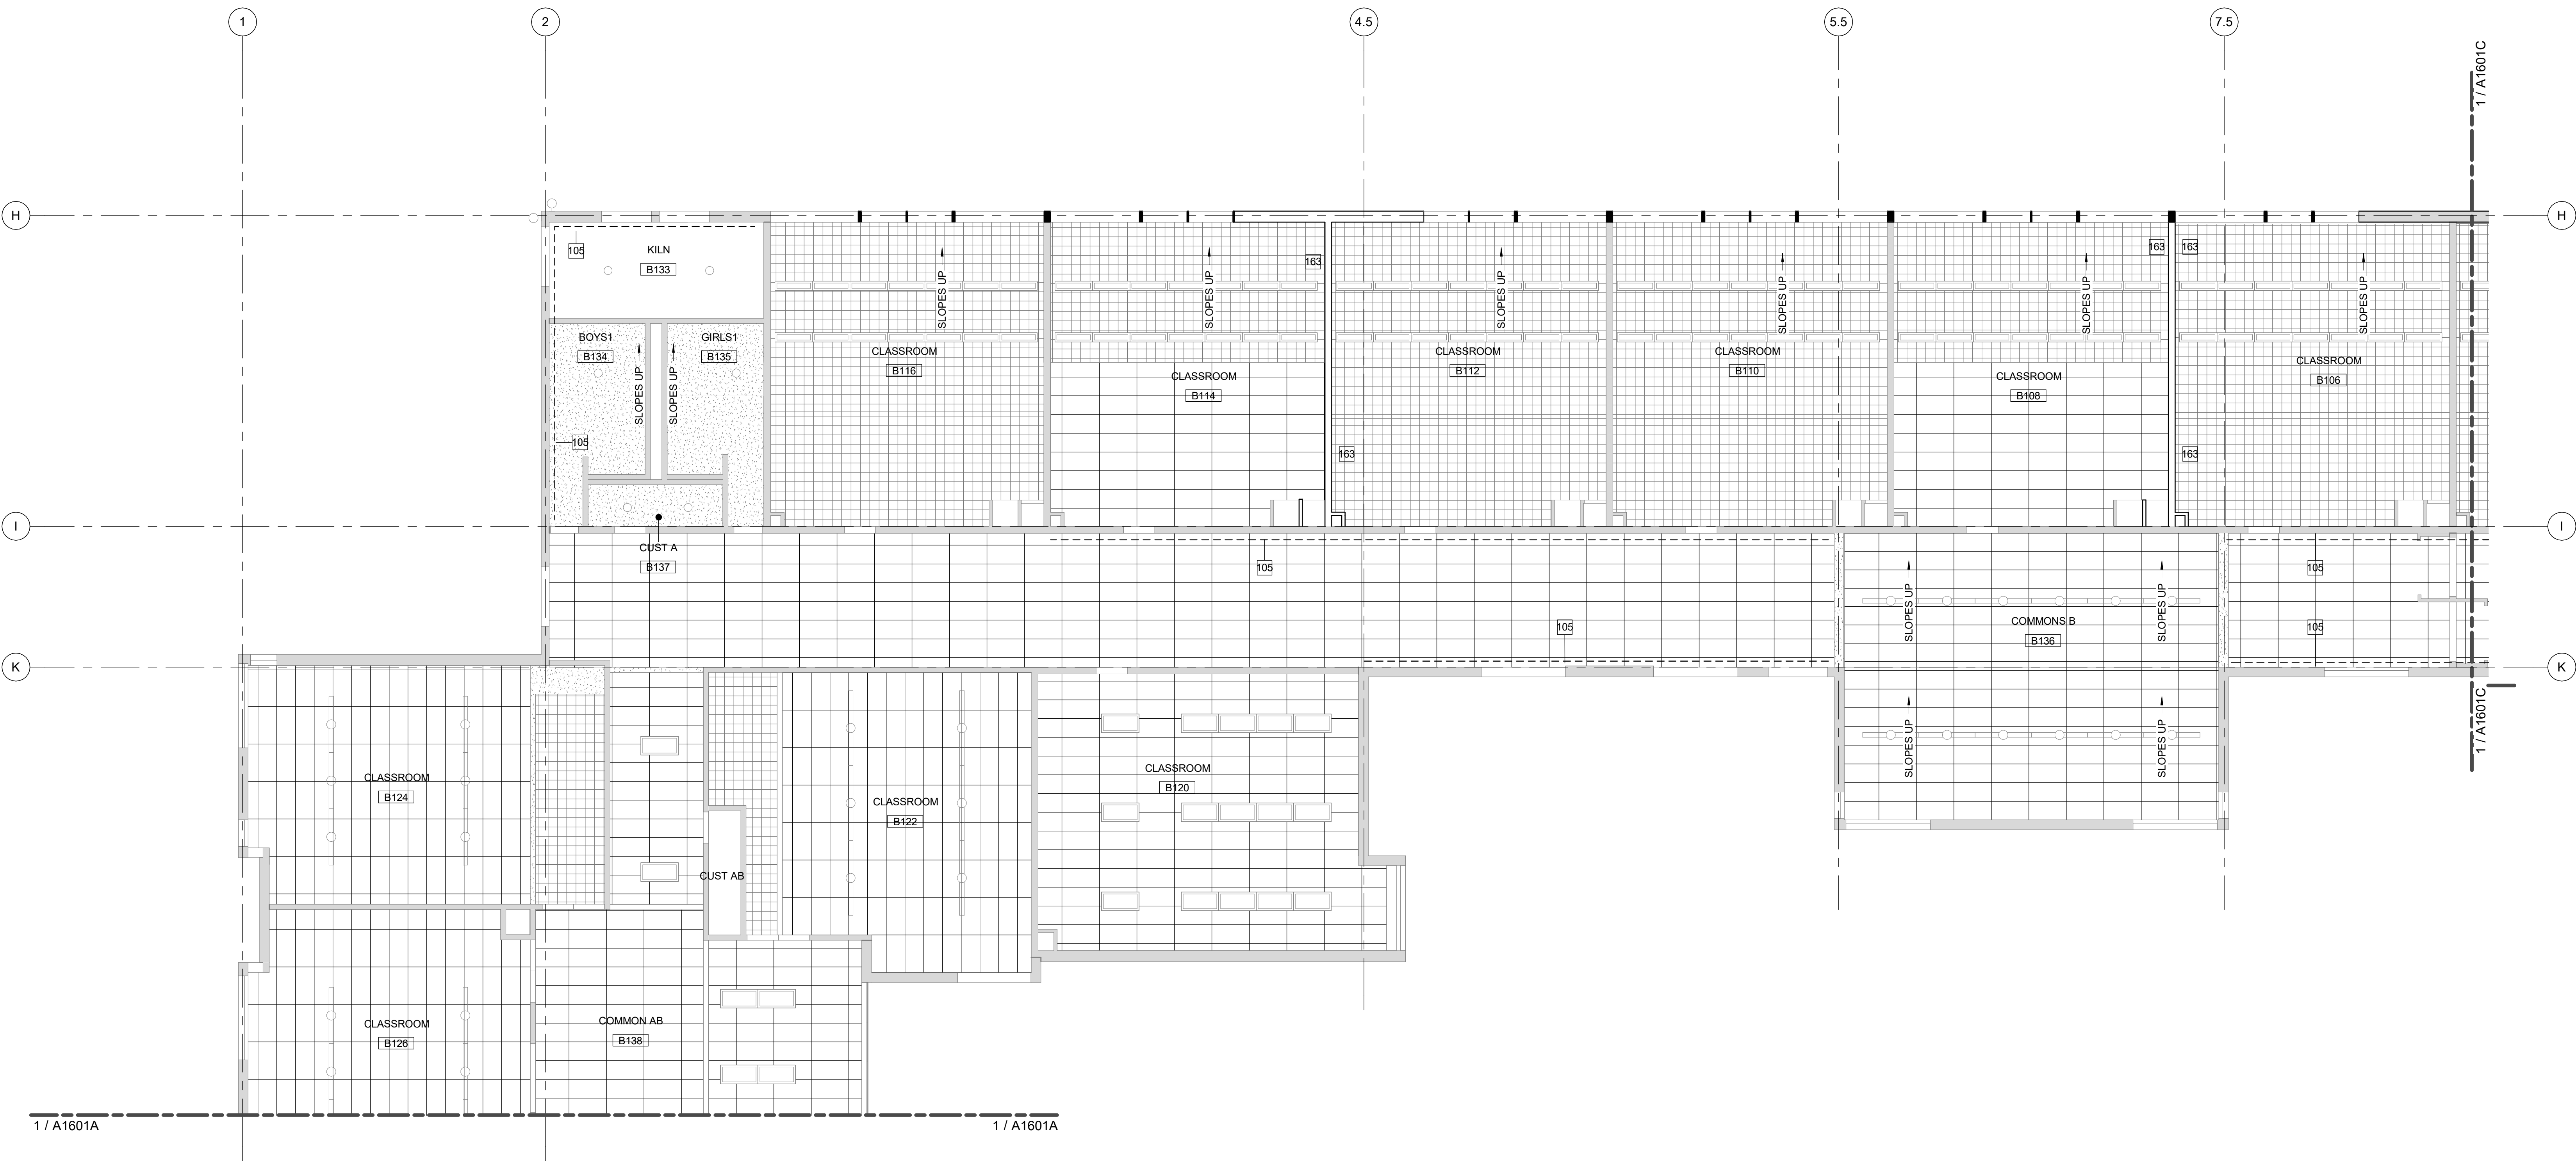 1
2
4.5
5.5
7.5
1 / A1601C
H
H
105
KILN
B133
SLOPES UP
SLOPES UP
163
SLOPES UP
SLOPES UP
SLOPES UP
163
163
SLOPES UP
BOYS1
B134
SLOPES UP
SLOPES UP
GIRLS1
B135
CLASSROOM
B116
CLASSROOM
B114
CLASSROOM
B112
CLASSROOM
B110
CLASSROOM
B108
CLASSROOM
B106
105
163
163
I
I
CUST A
B137
105
105
SLOPES UP
SLOPES UP
COMMONS B
B136
105
105
K
K
SLOPES UP
SLOPES UP
1 / A1601C
CLASSROOM
B124
CLASSROOM
B122
CLASSROOM
B120
CUST AB
CLASSROOM
B126
COMMON AB
B138
1 / A1601A
1 / A1601A